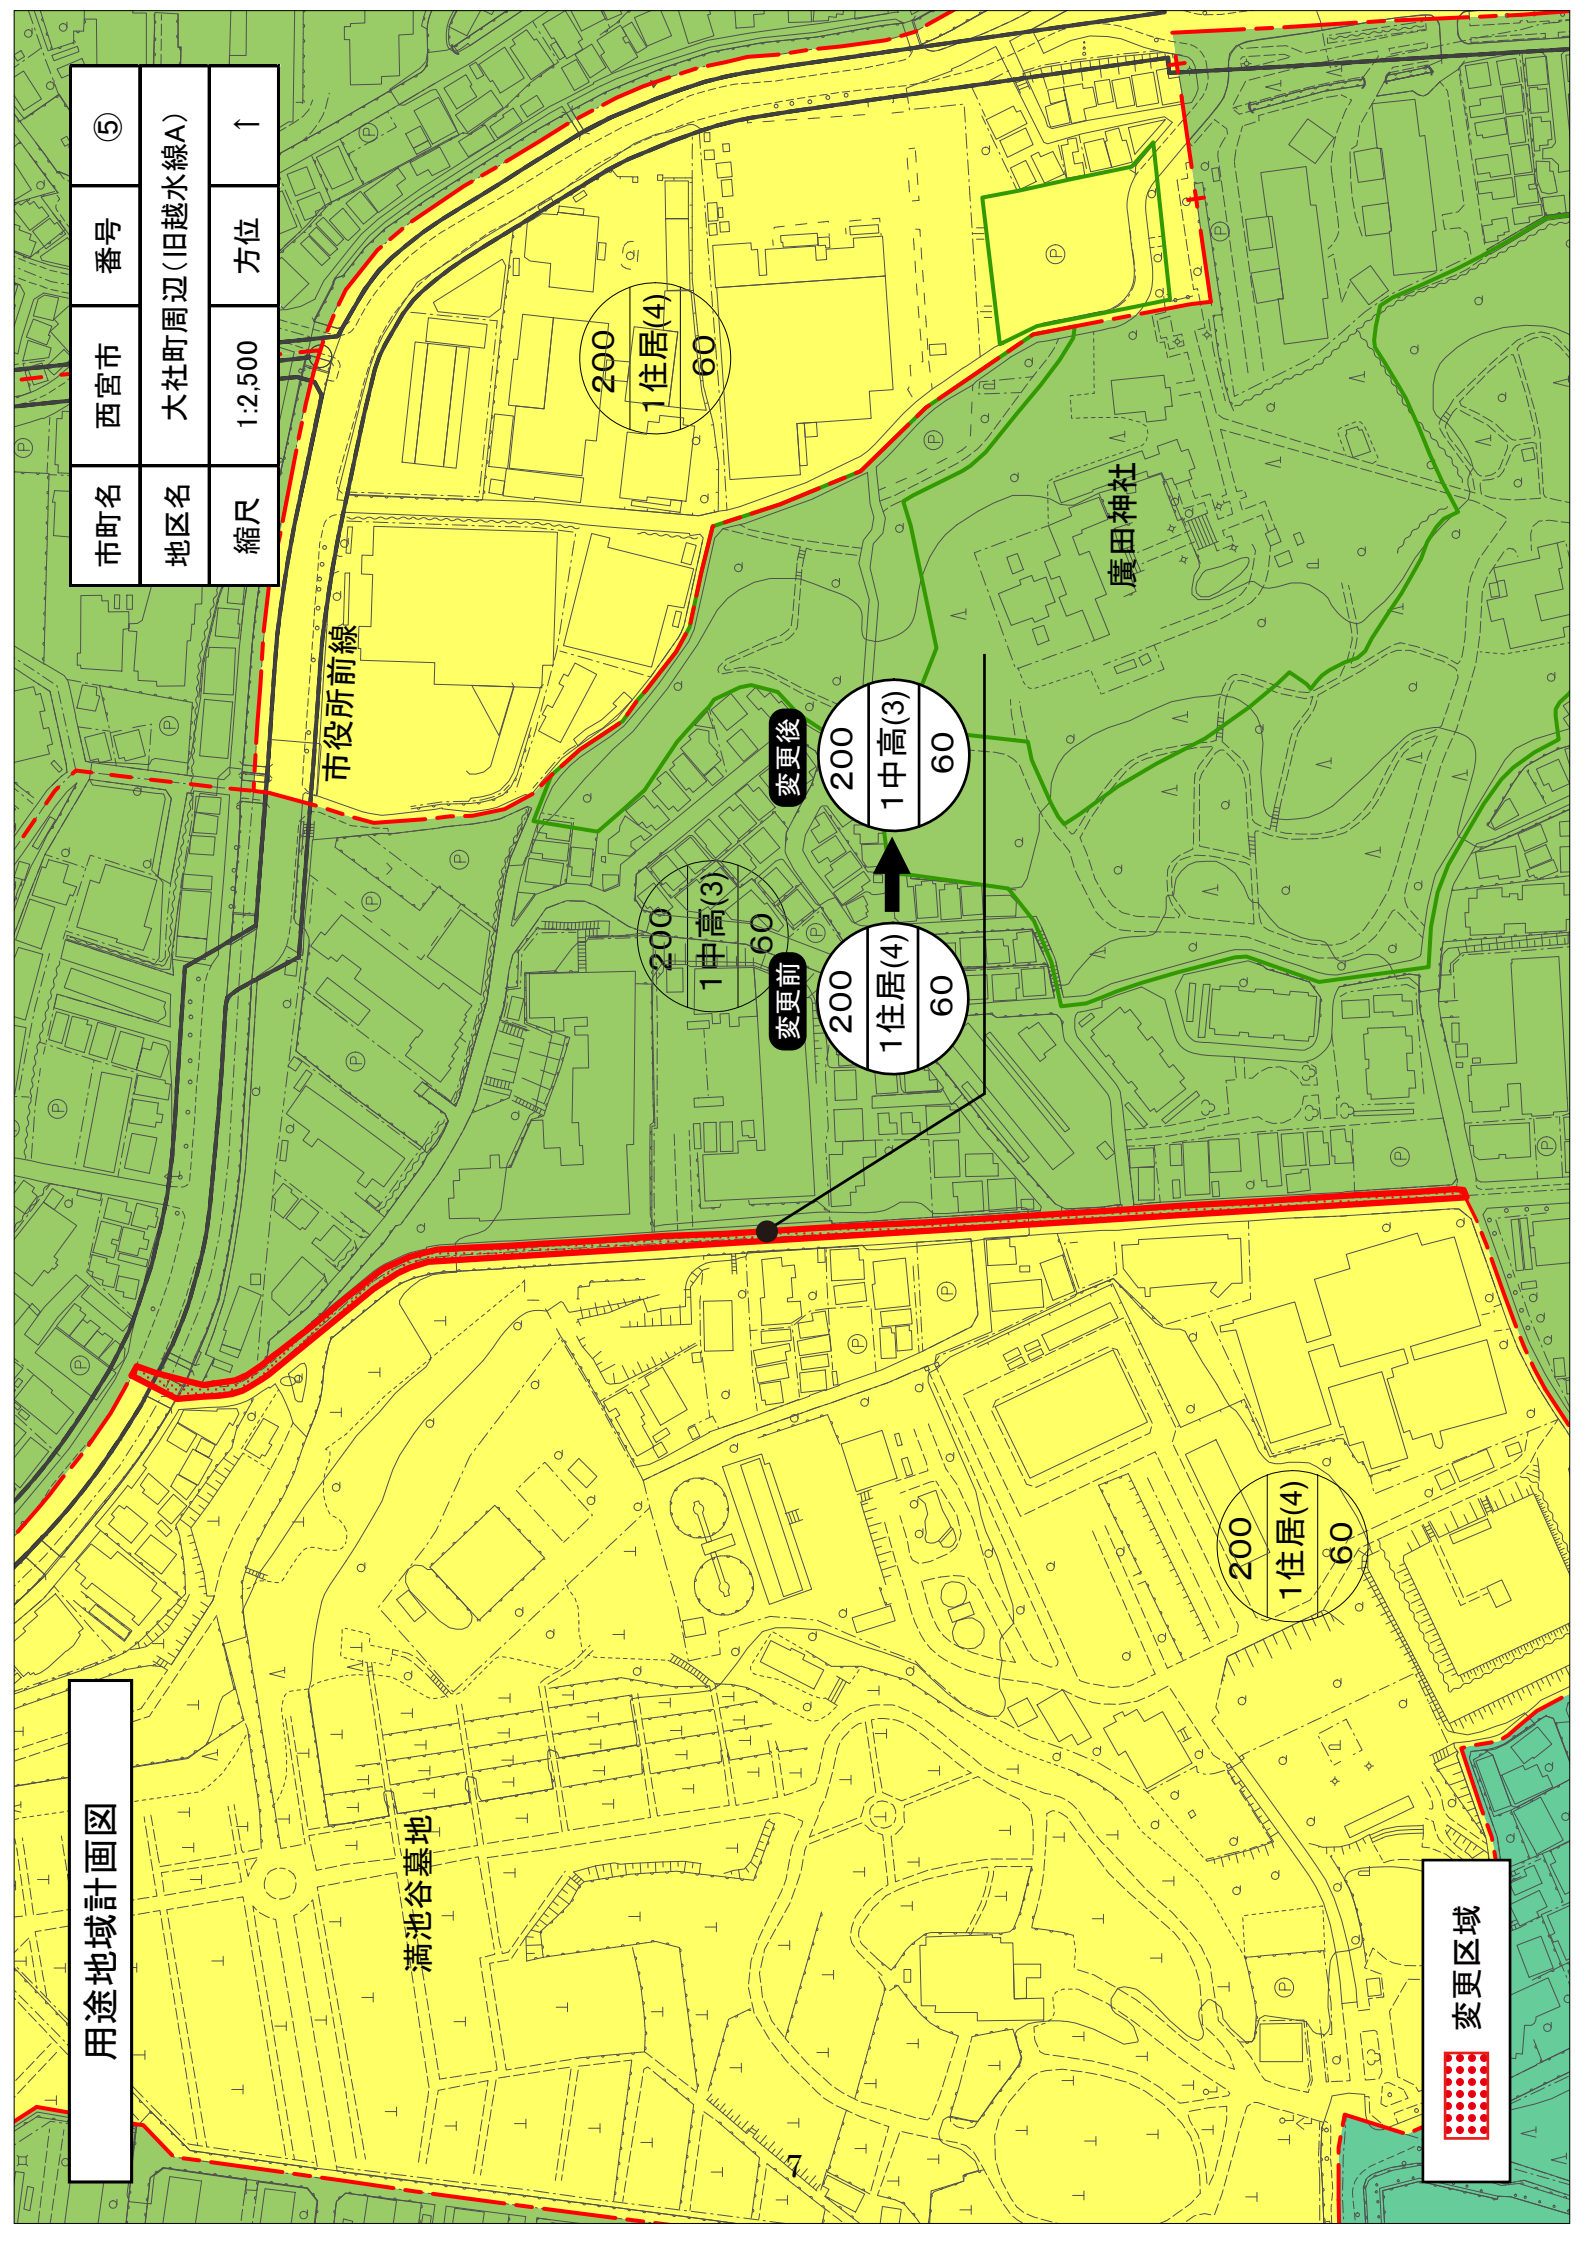 用途地域計画図
市町名 西宮市 番号 ⑤
地区名 大社町周辺(旧越水線A)
縮尺 1:2,500 方位 ↑
市役所前線
200
1住居(4)
60
200
1中高(3)
60
変更前
200
1住居(4)
60
変更後
200
1中高(3)
60
廣田神社
満池谷墓地
200
1住居(4)
60
変更区域
7